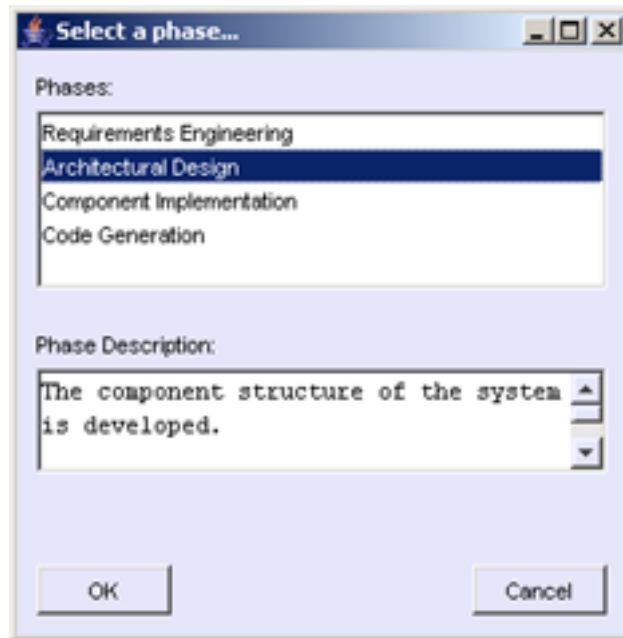 Select a phase...
Phases:
Requirements Engineering
Architectural Design
Component Implementation
Code Generation
Phase Description:
The component structure of the system
is developed.
OK
Cancel